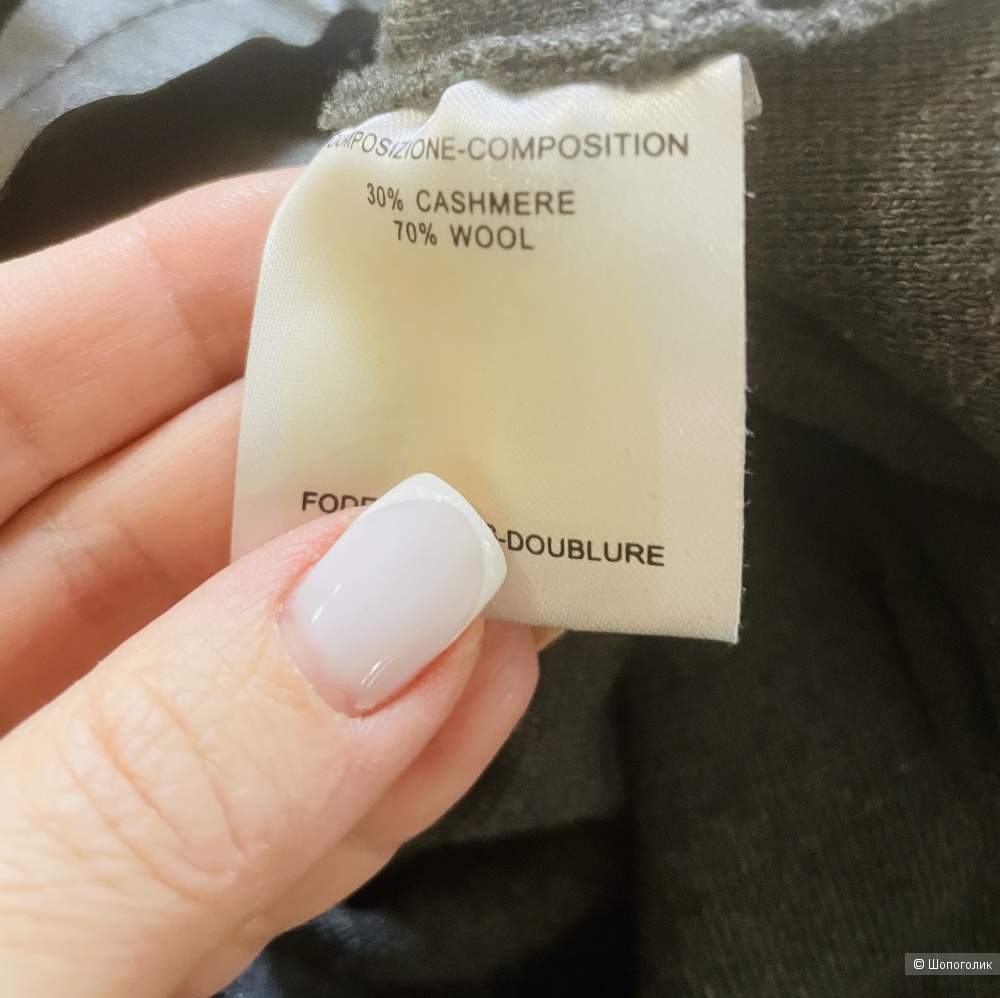 COMPOSIZIONE-COMPOSITION
30% CASHMERE
70% WOOL
-DOUBLURE
© Шопоголик